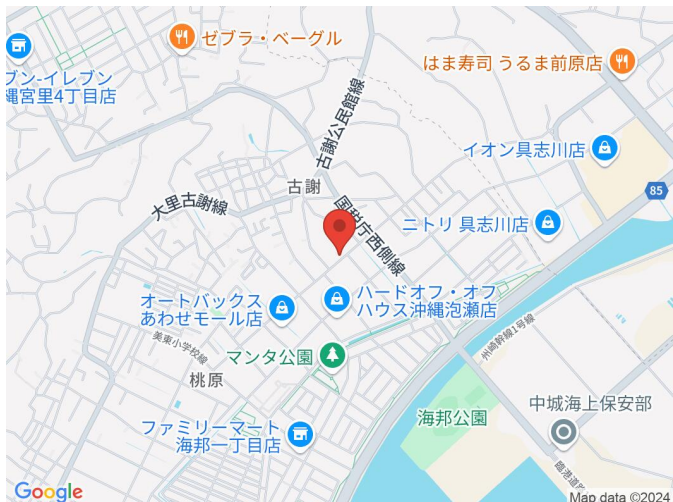 ゼブラ・ベーグル
ブン-イレブン
縄宮里4丁目店
はま寿司 うるま前原店
古謝公民館線
イオン具志川店
85
古謝
大里古謝線
国税庁西側線
ニトリ 具志川店
オートバックス
あわせモール店
ハードオフ・オフ
ハウス沖縄泡瀬店
美東小学校線
マンタ公園
州崎幹線1号線
桃原
海邦公園
中城海上保安部
ファミリーマート
海邦一丁目店
臨港道路
Google
Map data ©2024